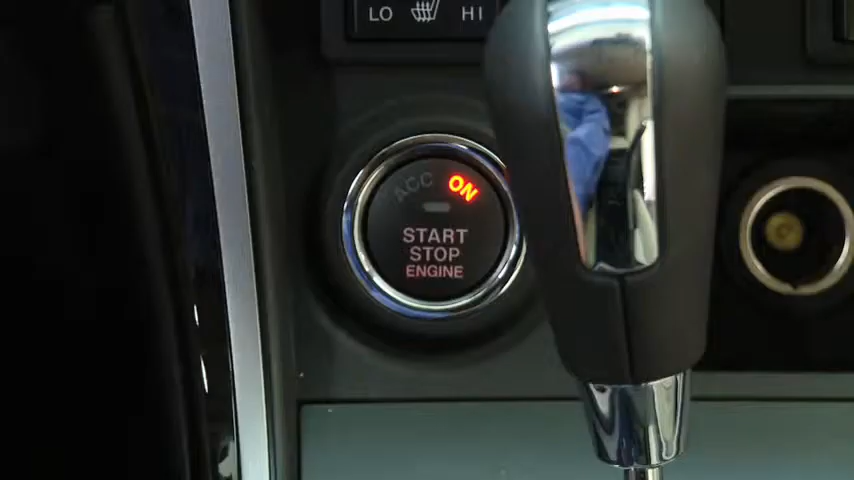 LO HI
ACC ON
START
STOP
ENGINE